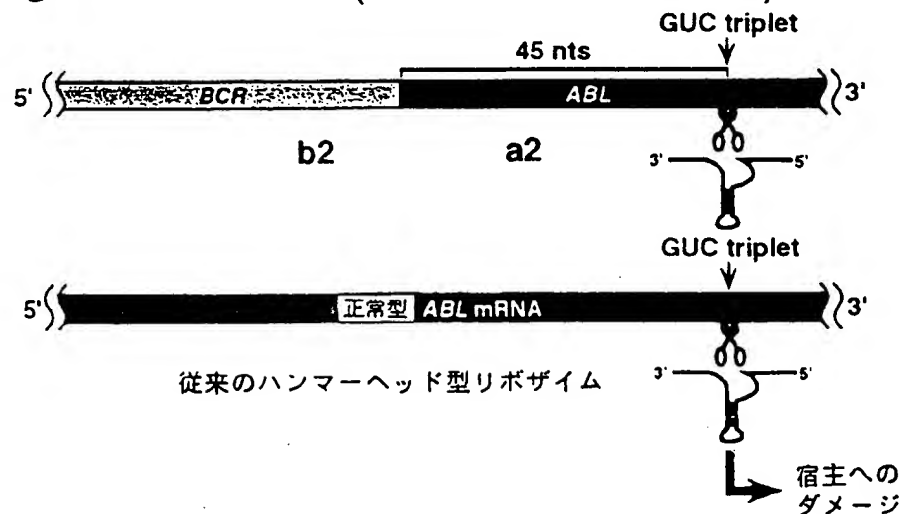 GUC triplet
45 nts
5' BCR ABL 3'
b2 a2
3' 5'
GUC triplet
5' 正常型 ABL mRNA 3'
従来のハンマーヘッド型リボザイム
3' 5'
宿主への
ダメージ